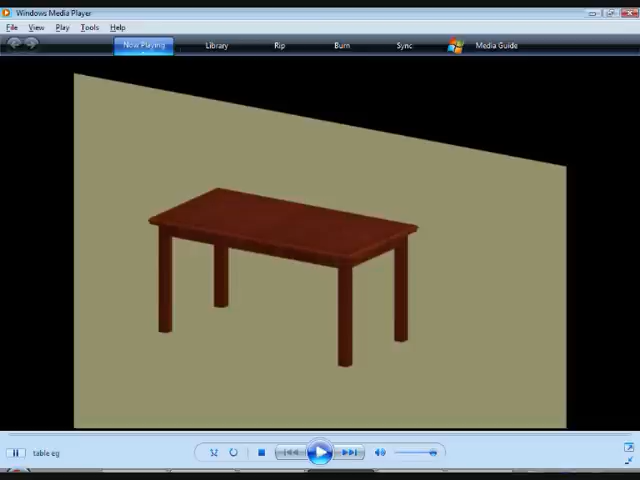 Windows Media Player
File View Play Tools Help
Now Playing Library Rip Burn Sync Media Guide
table eg